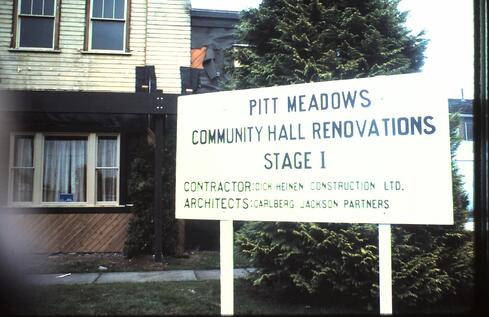 PITT MEADOWS
COMMUNITY HALL RENOVATIONS
STAGE I
CONTRACTOR: DICK HEINEN CONSTRUCTION LTD.
ARCHITECTS: CARLBERG JACKSON PARTNERS